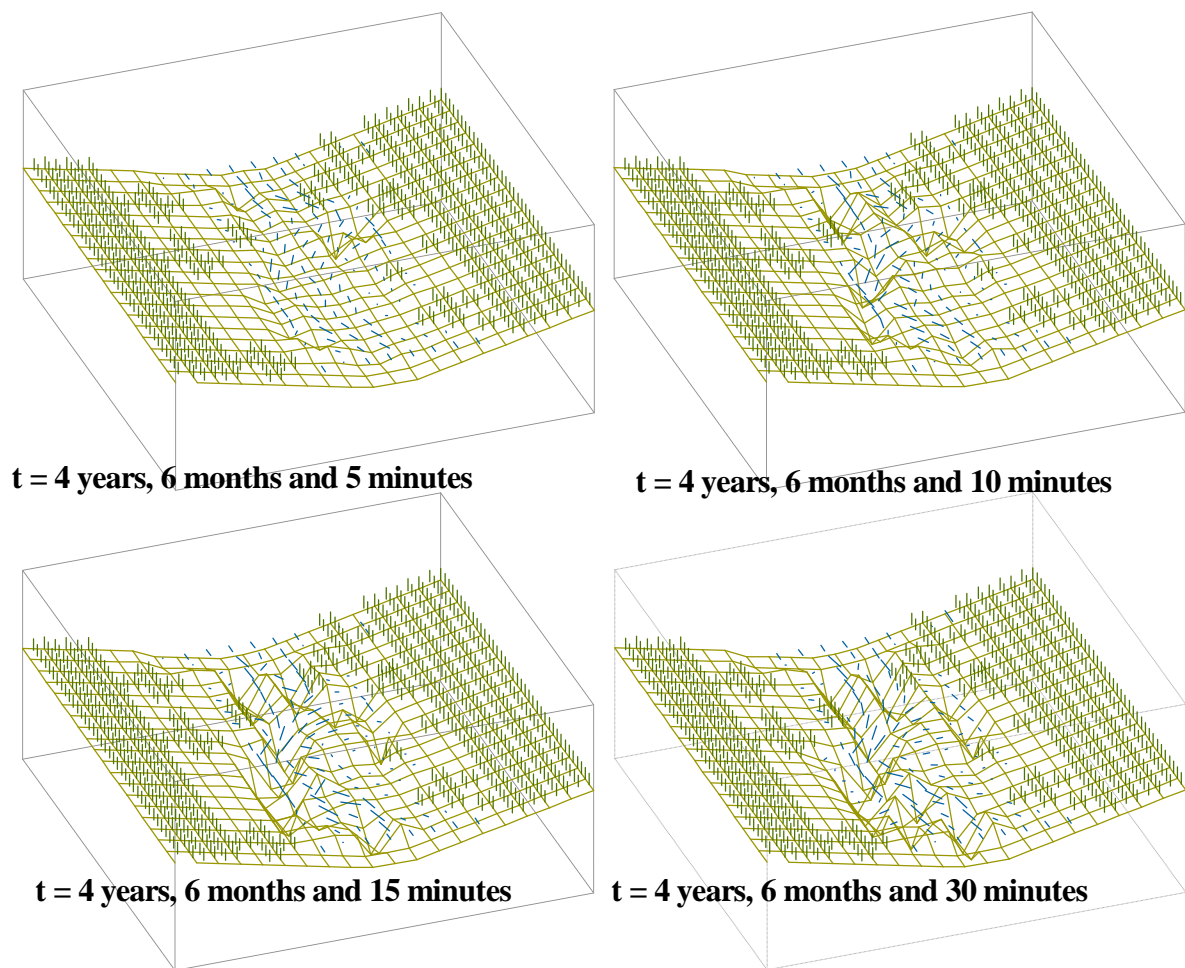 t = 4 years, 6 months and 5 minutes
t = 4 years, 6 months and 10 minutes
t = 4 years, 6 months and 15 minutes
t = 4 years, 6 months and 30 minutes